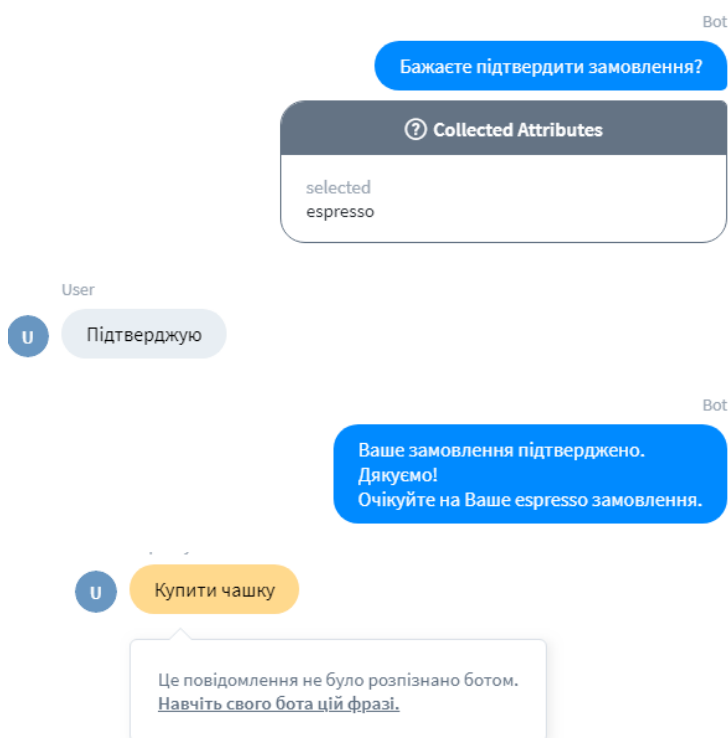 Bot
Бажаєте підтвердити замовлення?
Collected Attributes
selected
espresso
User
U
Підтверджую
Bot
Ваше замовлення підтверджено.
Дякуємо!
Очікуйте на Ваше espresso замовлення.
U
Купити чашку
Це повідомлення не було розпізнано ботом.
Навчіть свого бота цій фразі.